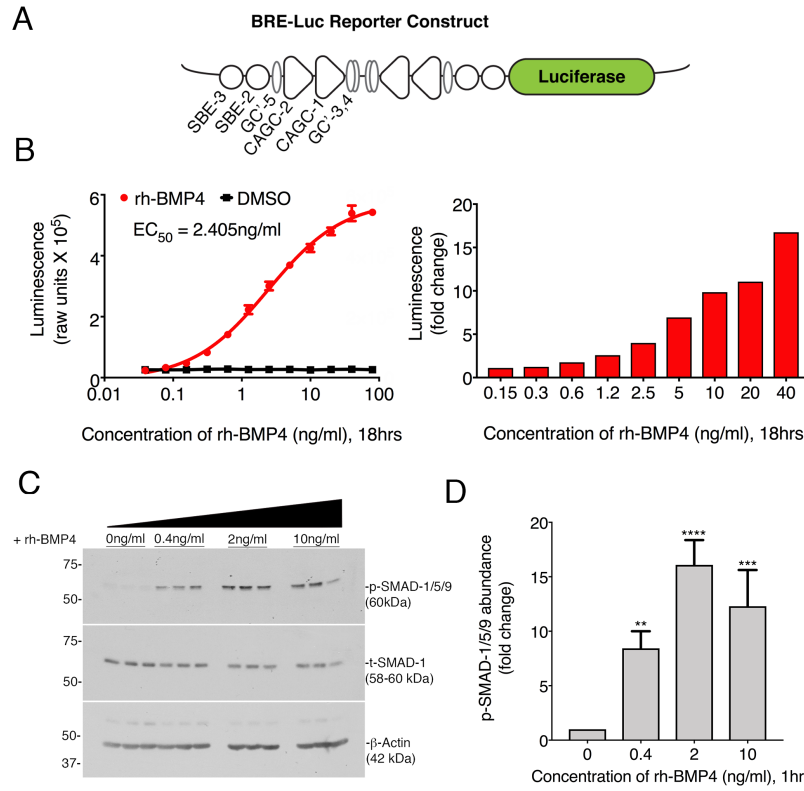 A
BRE-Luc Reporter Construct
Luciferase
SBE-3
SBE-2
GC'-5
CAGC-2
CAGC-1
GC'-3,4
B
rh-BMP4 DMSO
EC50 = 2.405ng/ml
Luminescence
(raw units X 10^5)
6
4
2
0
0.01 0.1 1 10 100
Concentration of rh-BMP4 (ng/ml), 18hrs
Luminescence
(fold change)
20
15
10
5
0
0.15 0.3 0.6 1.2 2.5 5 10 20 40
Concentration of rh-BMP4 (ng/ml), 18hrs
C
+ rh-BMP4 0ng/ml 0.4ng/ml 2ng/ml 10ng/ml
75-
50-
-p-SMAD-1/5/9
(60kDa)
75-
50-
-t-SMAD-1
(58-60 kDa)
50-
37-
-β-Actin
(42 kDa)
D
p-SMAD-1/5/9 abundance
(fold change)
20
15
10
5
0
**
****
***
0 0.4 2 10
Concentration of rh-BMP4 (ng/ml), 1hr